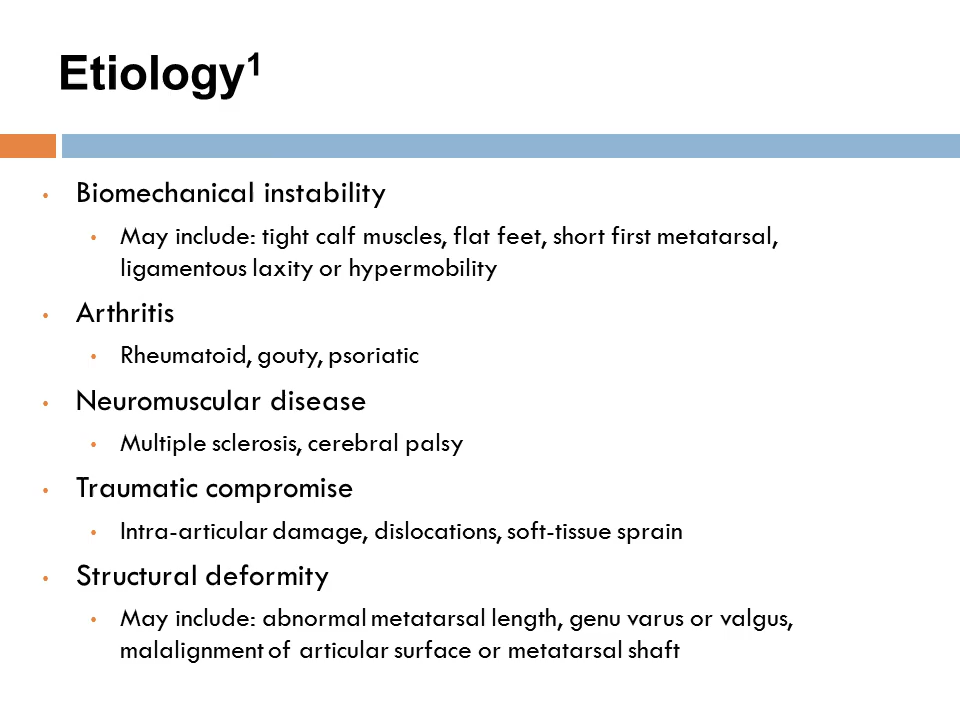 Etiology¹
• Biomechanical instability
• May include: tight calf muscles, flat feet, short first metatarsal,
ligamentous laxity or hypermobility
• Arthritis
• Rheumatoid, gouty, psoriatic
• Neuromuscular disease
• Multiple sclerosis, cerebral palsy
• Traumatic compromise
• Intra-articular damage, dislocations, soft-tissue sprain
• Structural deformity
• May include: abnormal metatarsal length, genu varus or valgus,
malalignment of articular surface or metatarsal shaft